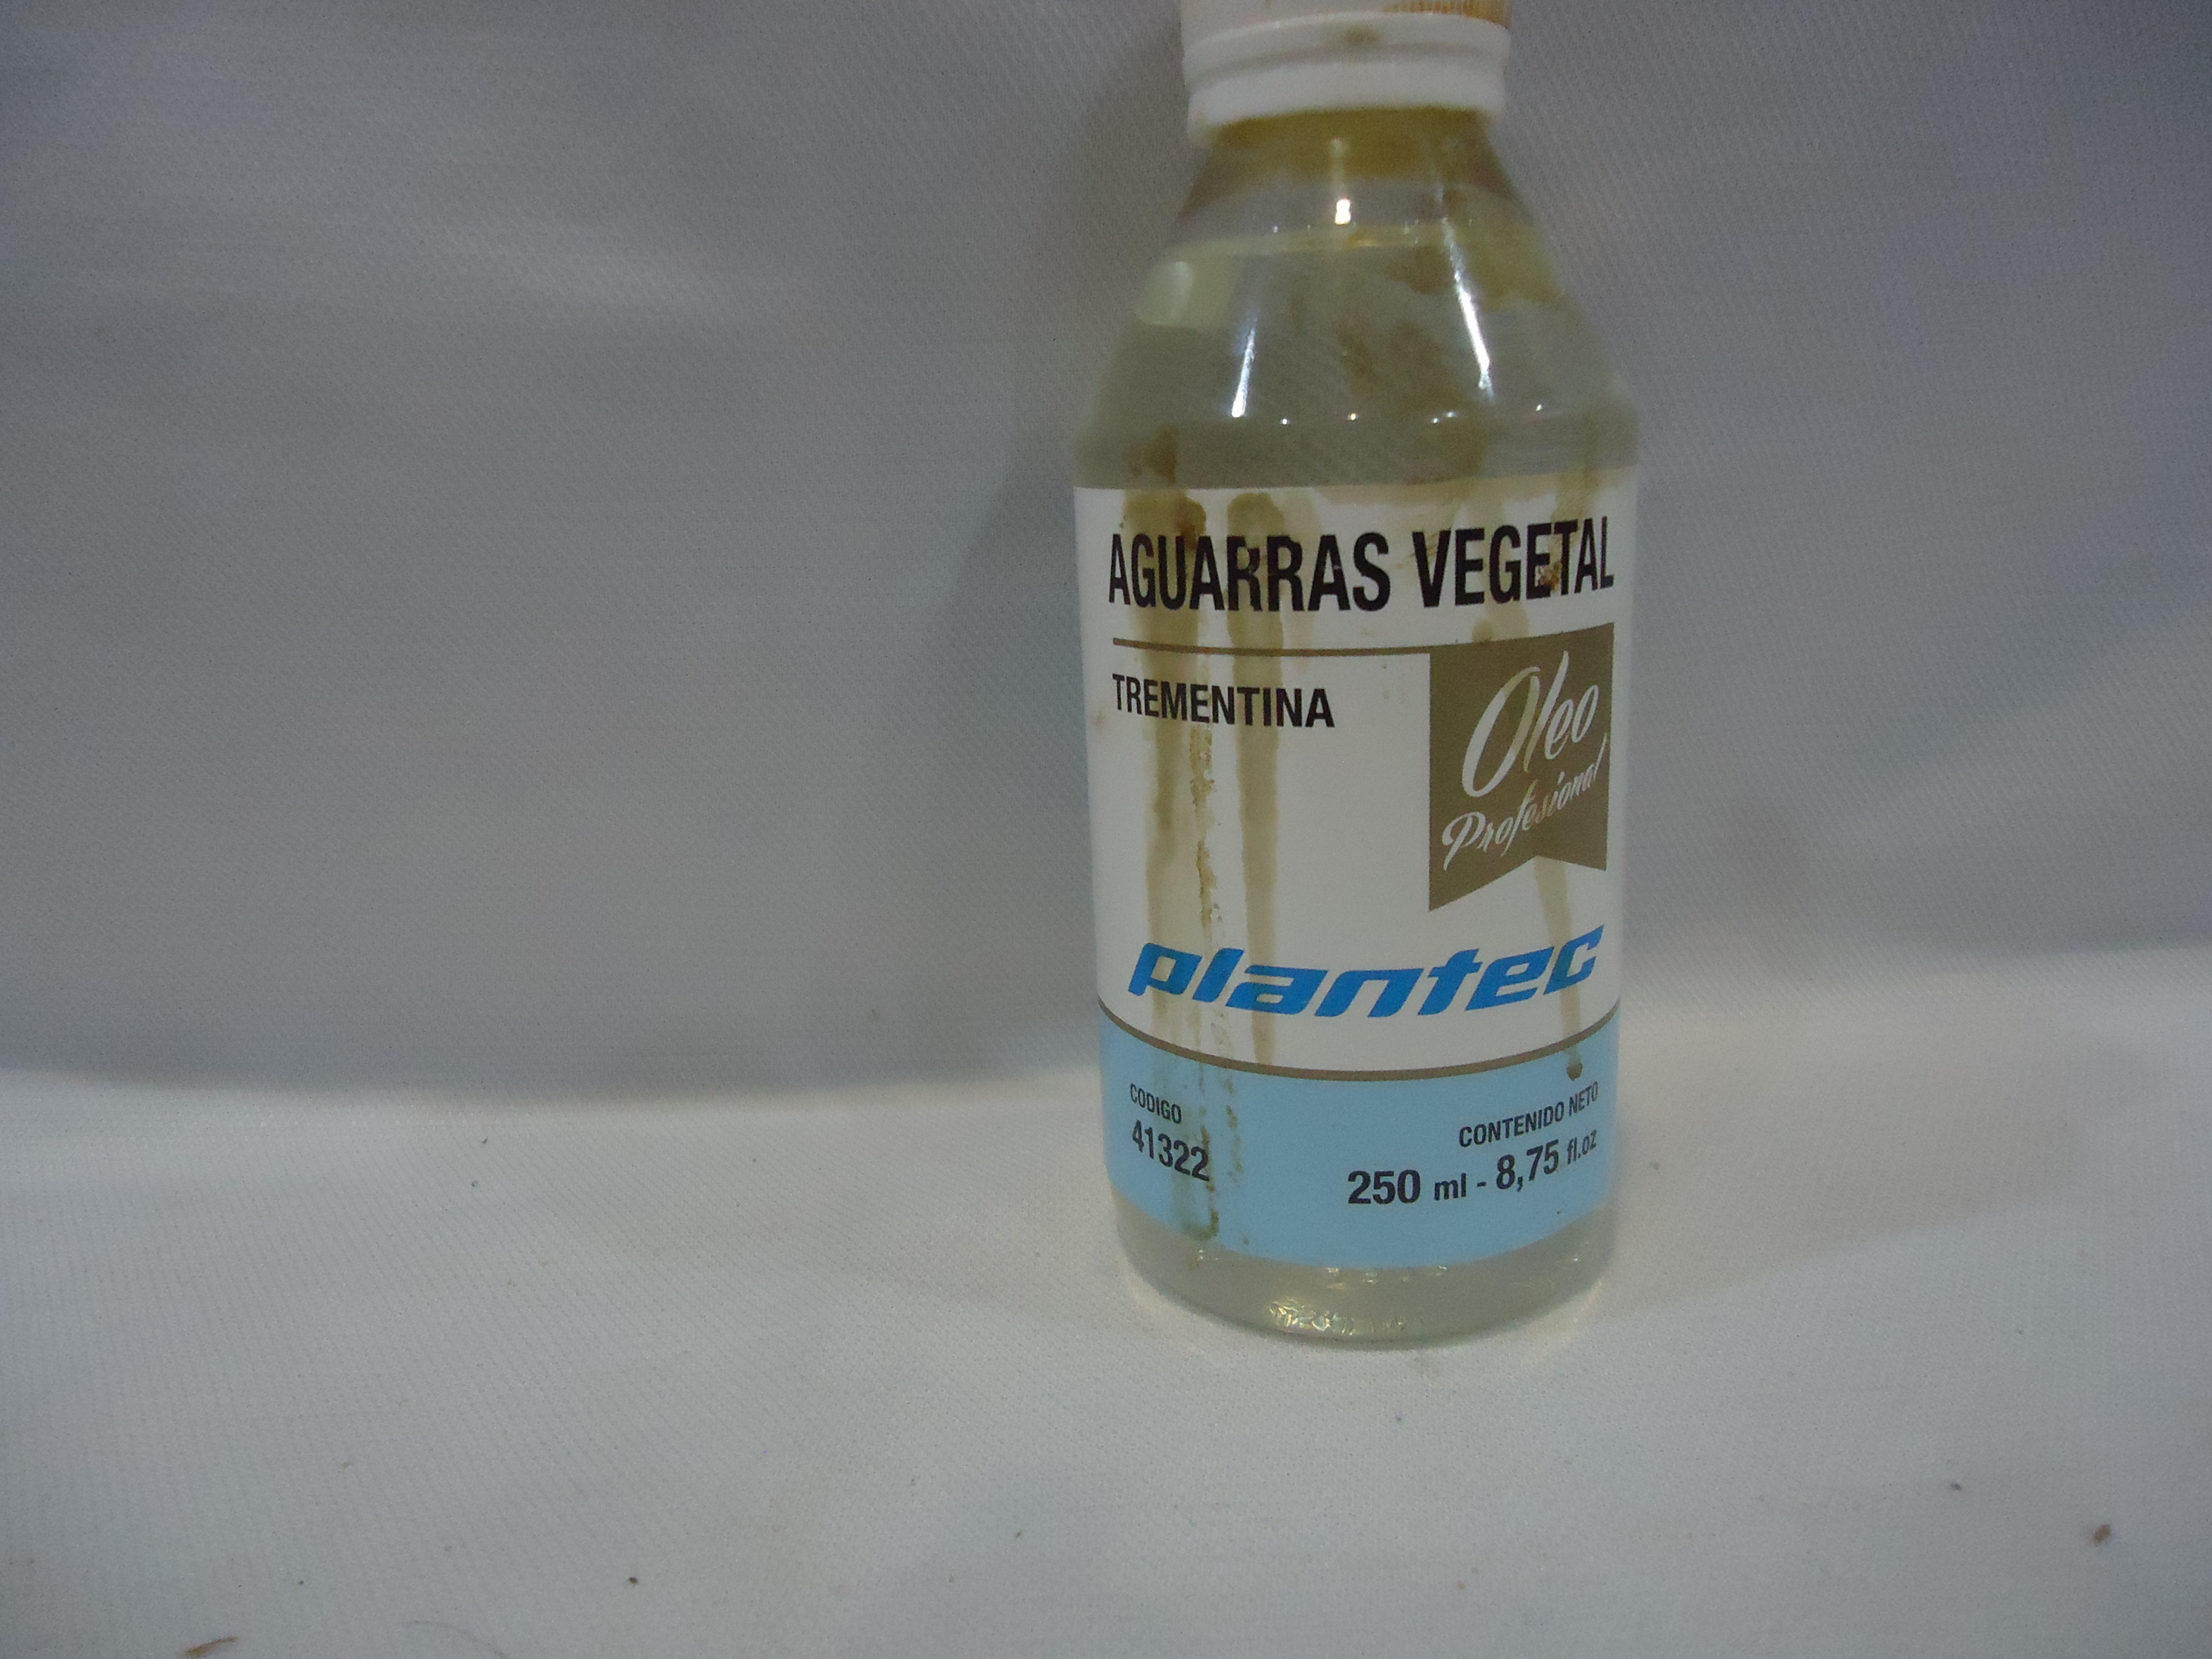 AGUARRAS VEGETAL
TREMENTINA
Oleo
Profesional
plantec
CODIGO
41322
CONTENIDO NETO
250 ml - 8,75 fl.oz